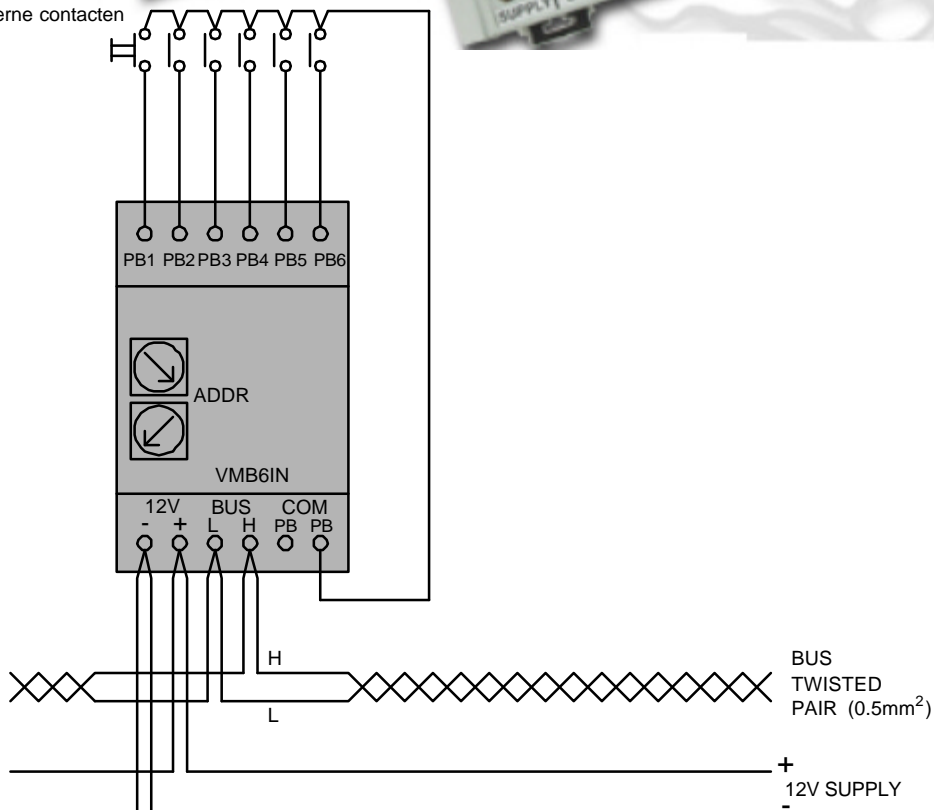 erne contacten
SUPPLY
PB1 PB2 PB3 PB4 PB5 PB6
ADDR
VMB6IN
12V BUS COM
- + L H PB PB
H
L
BUS
TWISTED
PAIR (0.5mm²)
+
12V SUPPLY
-